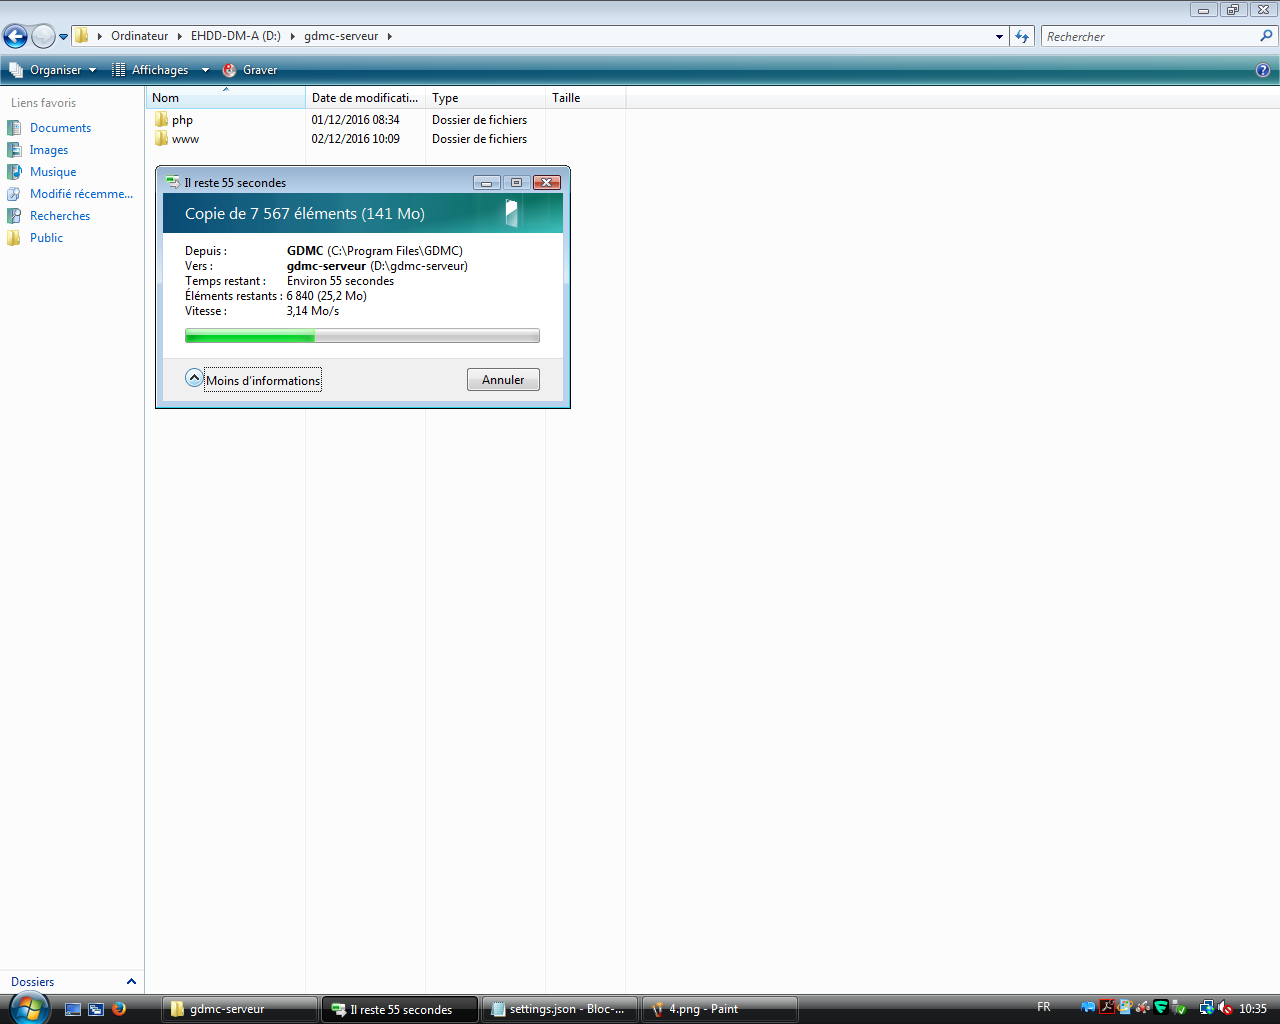 Ordinateur EHDD-DM-A (D:) gdmc-serveur
Rechercher
Organiser Affichages Graver
Liens favoris
Documents
Images
Musique
Modifié récemme...
Recherches
Public
Nom Date de modificati... Type Taille
php 01/12/2016 08:34 Dossier de fichiers
www 02/12/2016 10:09 Dossier de fichiers
Il reste 55 secondes
Copie de 7 567 éléments (141 Mo)
Depuis : GDMC (C:\Program Files\GDMC)
Vers : gdmc-serveur (D:\gdmc-serveur)
Temps restant : Environ 55 secondes
Éléments restants : 6 840 (25,2 Mo)
Vitesse : 3,14 Mo/s
Moins d'informations
Annuler
Dossiers
gdmc-serveur
Il reste 55 secondes
settings.json - Bloc-...
4.png - Paint
FR
10:35